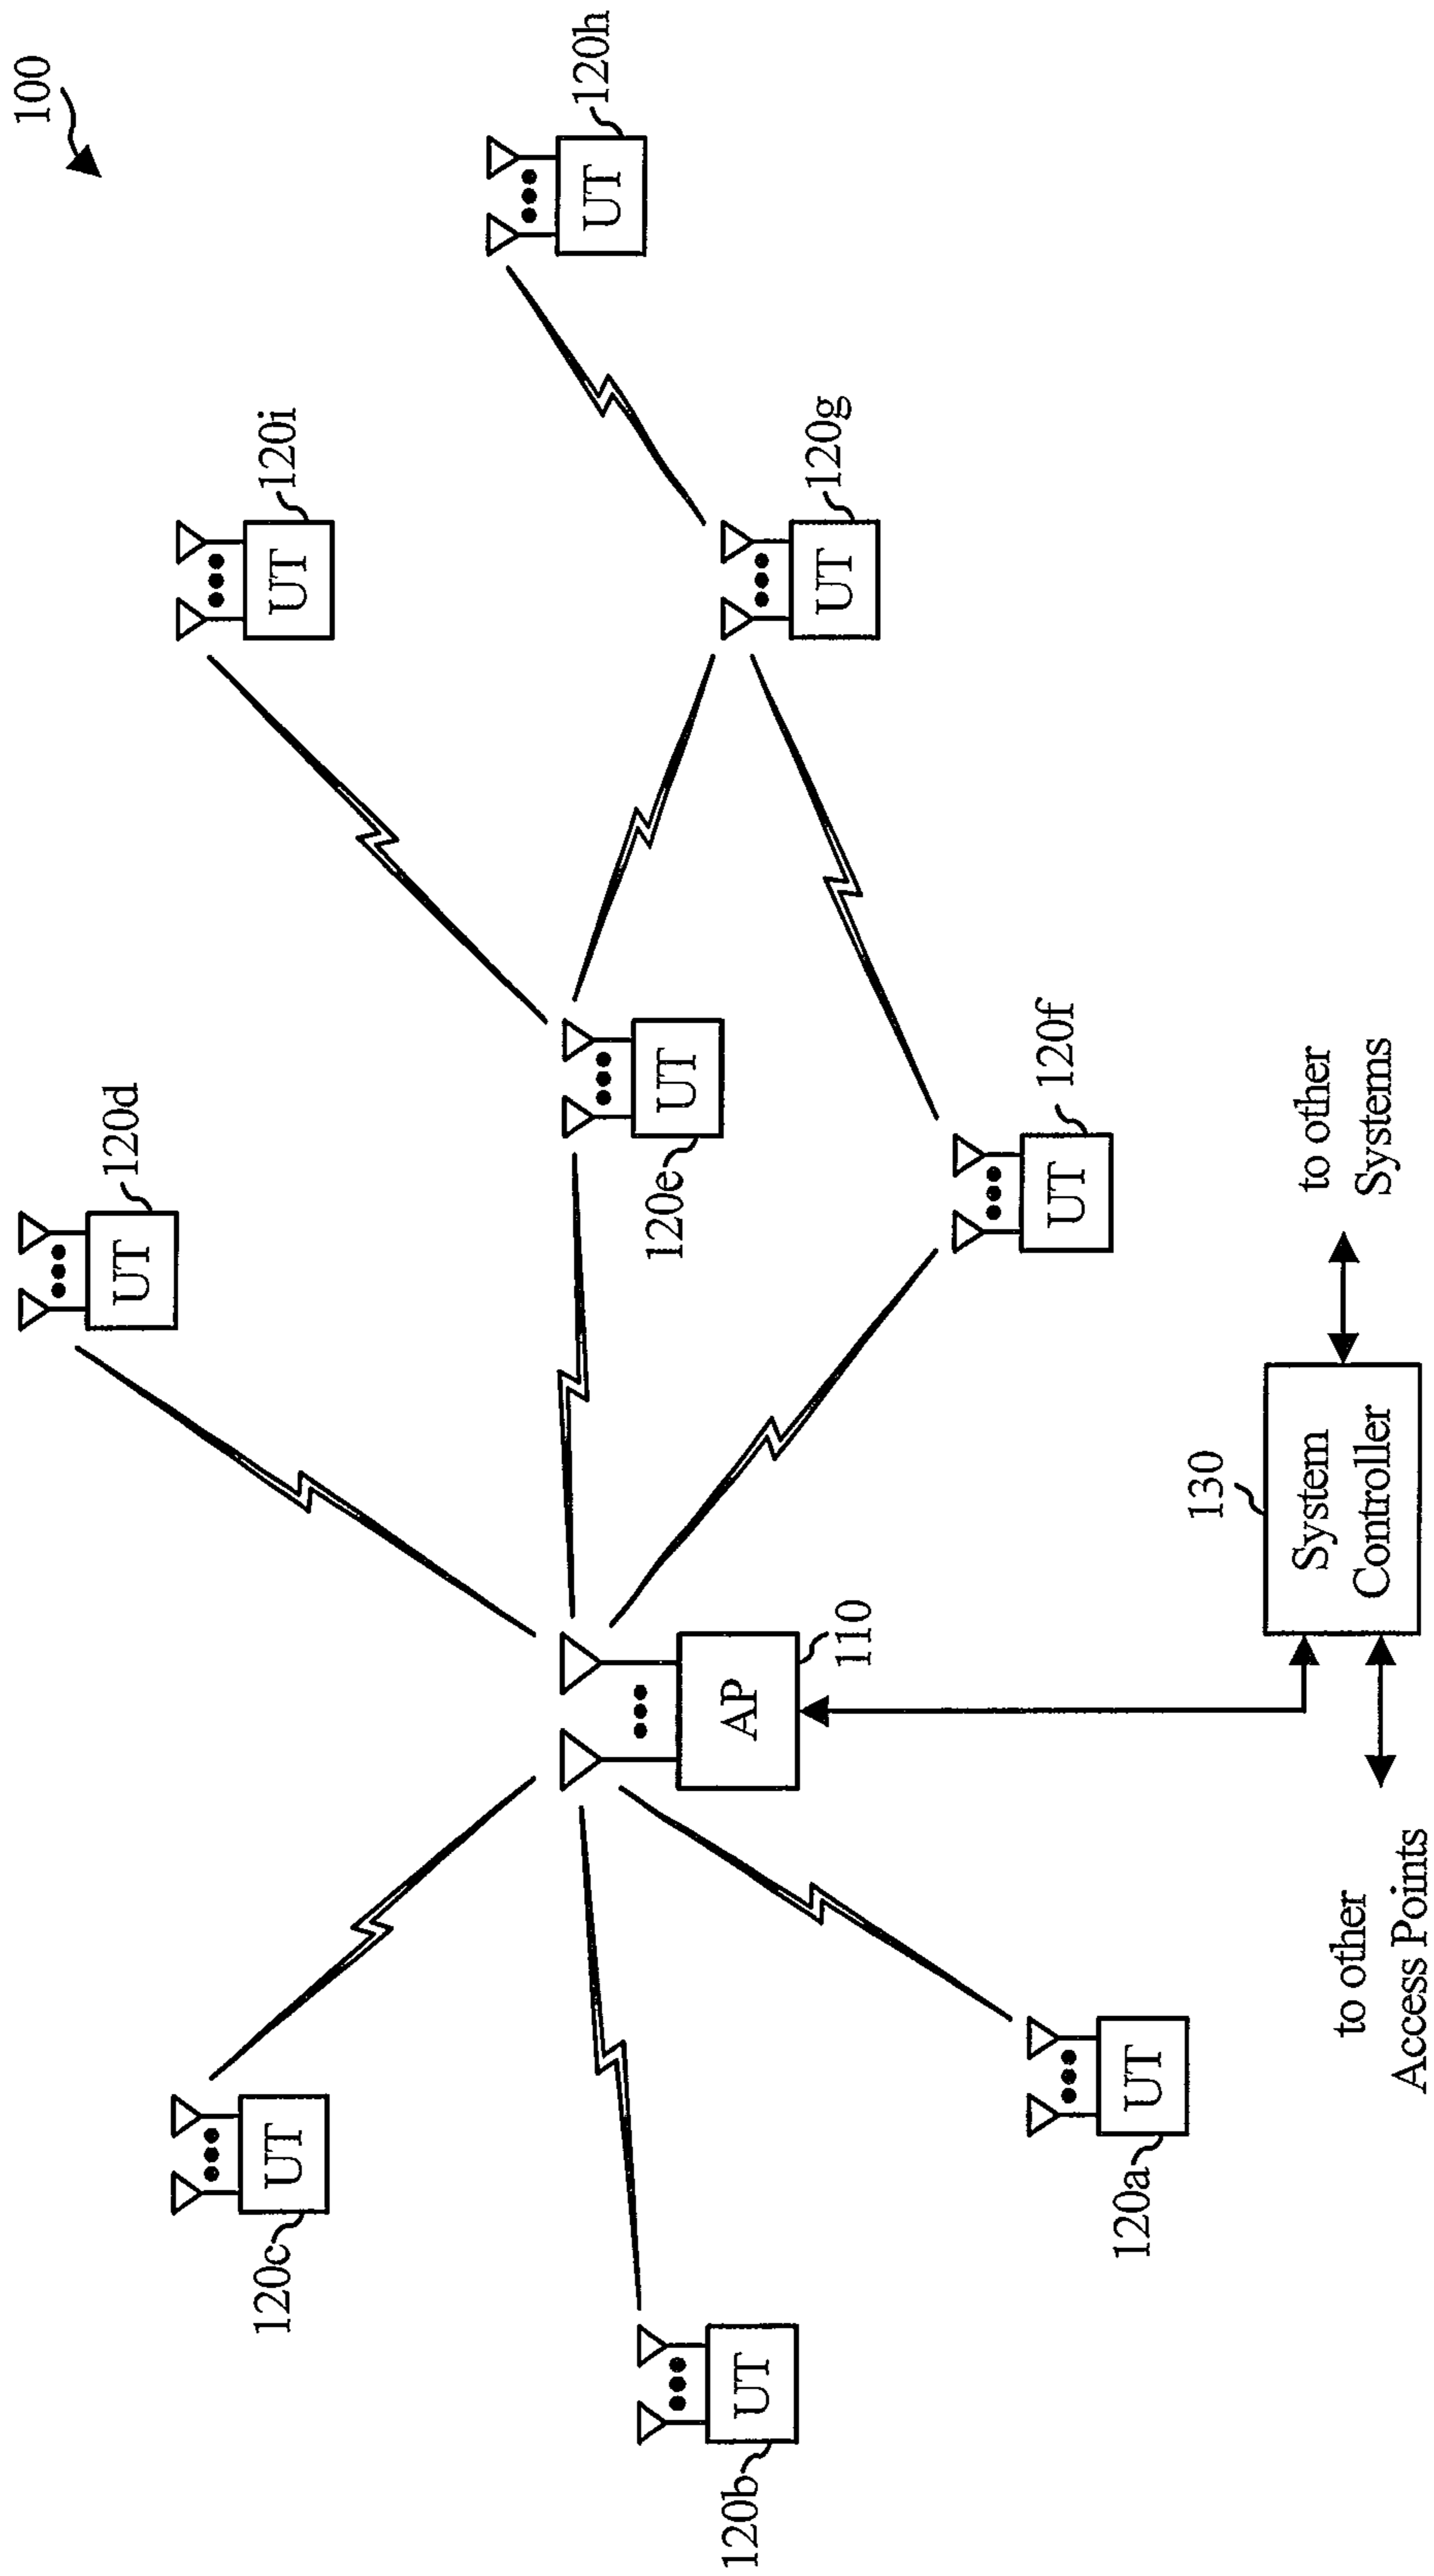 100
120d
UT
120i
UT
120c
UT
120h
UT
120e
UT
AP
110
120b
UT
120g
UT
120f
UT
120a
UT
130
System
Controller
to other
Systems
to other
Access Points